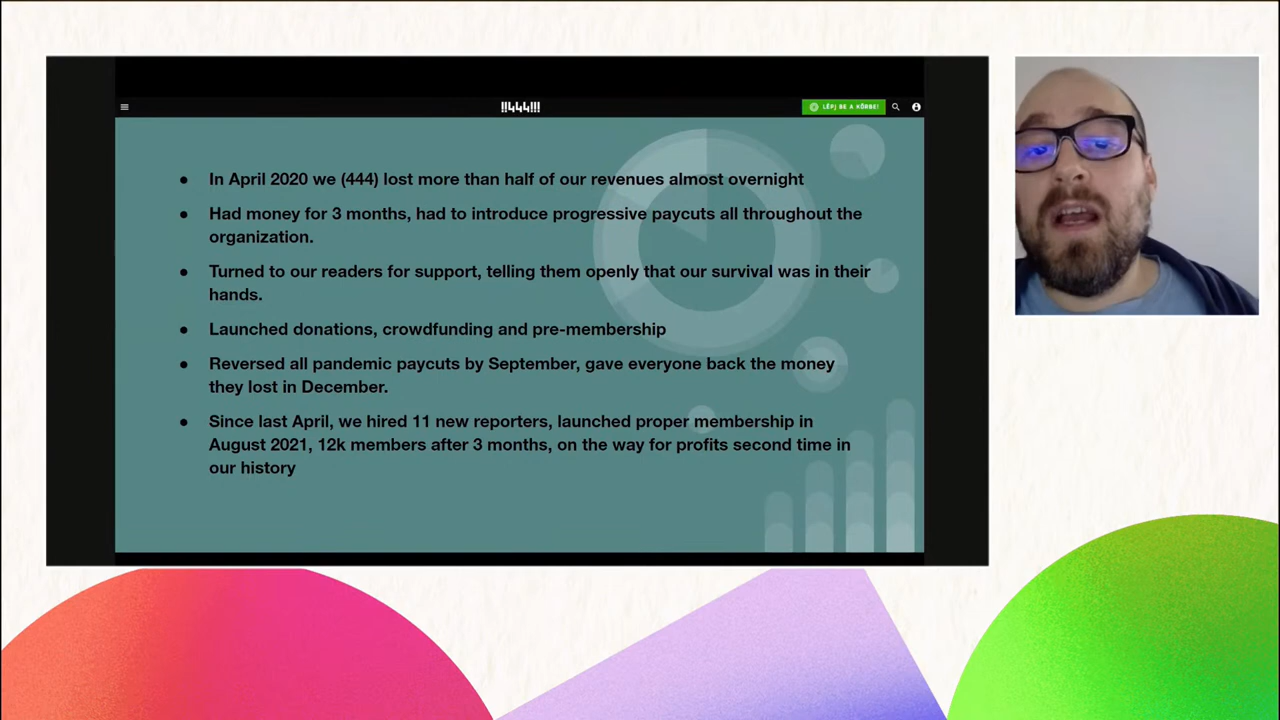 !!444!!!
LÉPJ BE A KÖRBE!
● In April 2020 we (444) lost more than half of our revenues almost overnight
● Had money for 3 months, had to introduce progressive paycuts all throughout the
organization.
● Turned to our readers for support, telling them openly that our survival was in their
hands.
● Launched donations, crowdfunding and pre-membership
● Reversed all pandemic paycuts by September, gave everyone back the money
they lost in December.
● Since last April, we hired 11 new reporters, launched proper membership in
August 2021, 12k members after 3 months, on the way for profits second time in
our history